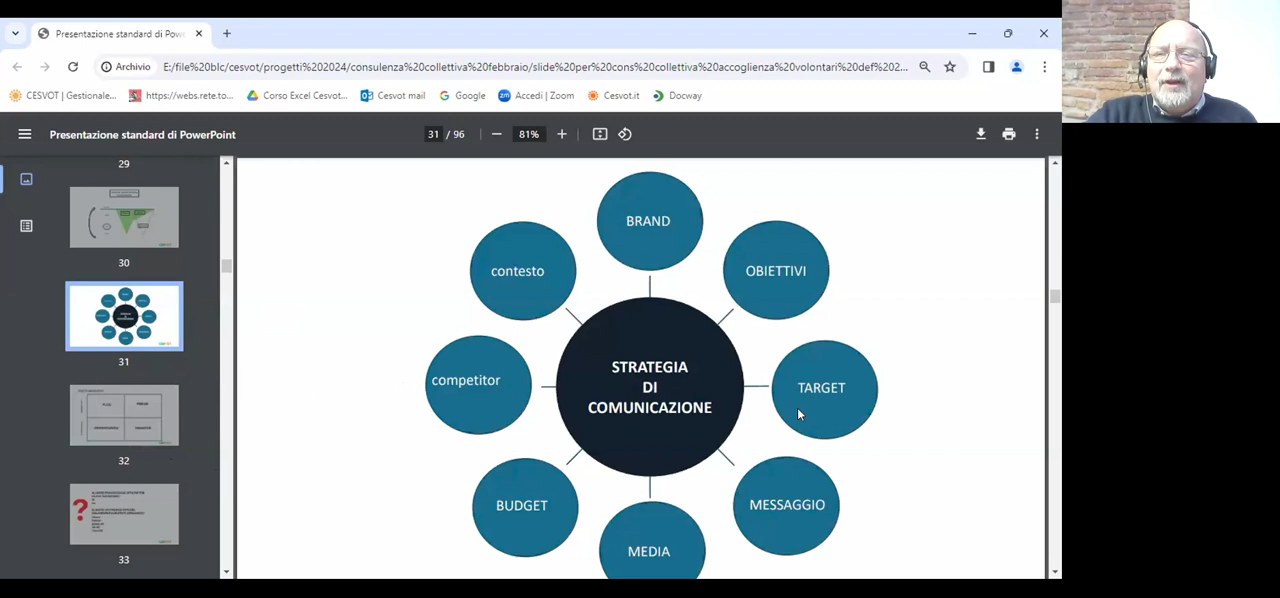 Presentazione standard di Pow
Archivio
E:/file%20blc/cesvot/progetti%202024/consulenza%20collettiva%20febbraio/slide%20per%20cons%20collettiva%20accoglienza%20volontari%20def%202...
CESVOT | Gestionale...
https://webs.rete.to...
Corso Excel Cesvot...
Cesvot mail
Google
Accedi | Zoom
Cesvot.it
Docway
Presentazione standard di PowerPoint
31 / 96
81%
29
30
31
32
33
BRAND
contesto
OBIETTIVI
competitor
STRATEGIA
DI
COMUNICAZIONE
TARGET
BUDGET
MESSAGGIO
MEDIA